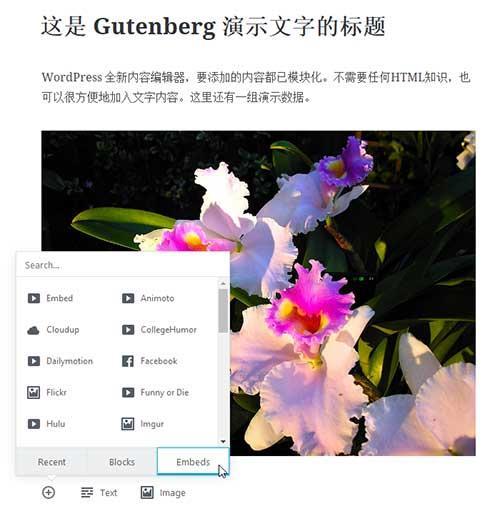 这是 Gutenberg 演示文字的标题
WordPress 全新内容编辑器，要添加的内容都已模块化。不需要任何HTML知识，也
可以很方便地加入文字内容。这里还有一组演示数据。
Search...
Embed Animoto
Cloudup CollegeHumor
Dailymotion Facebook
Flickr Funny or Die
Hulu Imgur
Recent Blocks Embeds
Text Image